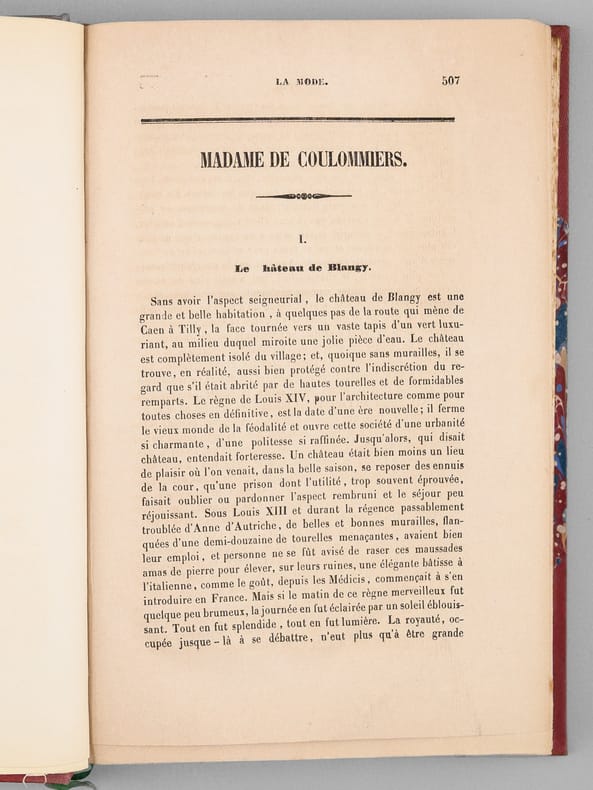 LA MODE. 507
MADAME DE COULOMMIERS.
I.
Le hâteau de Blangy.
Sans avoir l'aspect seigneurial, le château de Blangy est une
grande et belle habitation, à quelques pas de la route qui mène de
Caen à Tilly, la face tournée vers un vaste tapis d'un vert luxu-
riant, au milieu duquel miroite une jolie pièce d'eau. Le château
est complètement isolé du village; et, quoique sans murailles, il se
trouve, en réalité, aussi bien protégé contre l'indiscrétion du re-
gard que s'il était abrité par de hautes tourelles et de formidables
remparts. Le règne de Louis XIV, pour l'architecture comme pour
toutes choses en définitive, est la date d'une ère nouvelle; il ferme
le vieux monde de la féodalité et ouvre cette société d'une urbanité
si charmante, d'une politesse si raffinée. Jusqu'alors, qui disait
château, entendait forteresse. Un château était bien moins un lieu
de plaisir où l'on venait, dans la belle saison, se reposer des ennuis
de la cour, qu'une prison dont l'utilité, trop souvent éprouvée,
faisait oublier ou pardonner l'aspect rembruni et le séjour peu
réjouissant. Sous Louis XIII et durant la régence passablement
troublée d'Anne d'Autriche, de belles et bonnes murailles, flan-
quées d'une demi-douzaine de tourelles menaçantes, avaient bien
leur emploi, et personne ne se fût avisé de raser ces maussades
amas de pierre pour élever, sur leurs ruines, une élégante bâtisse à
l'italienne, comme le goût, depuis les Médicis, commençait à s'en
introduire en France. Mais si le matin de ce règne merveilleux fut
quelque peu brumeux, la journée en fut éclairée par un soleil éblouis-
sant. Tout en fut splendide, tout en fut lumière. La royauté, oc-
cupée jusque-là à se débattre, n'eut plus qu'à être grande